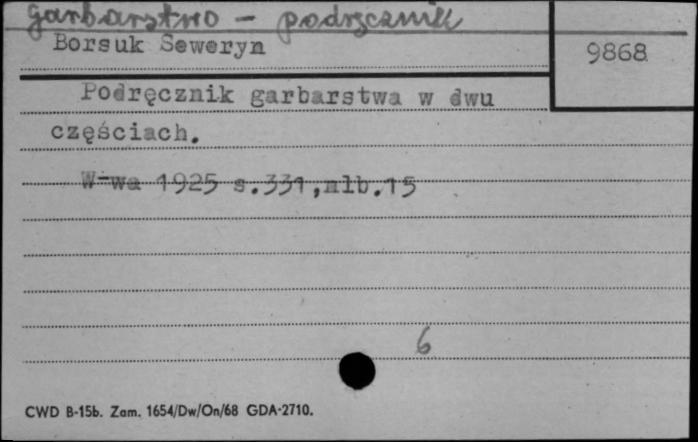 Garbarstwo - podręcznik
Borsuk Seweryn
9868
Podręcznik garbarstwa w dwu
częściach.
W-wa 1925 s.331,nlb.15
6
CWD B-15b. Zam. 1654/Dw/On/68 GDA-2710.